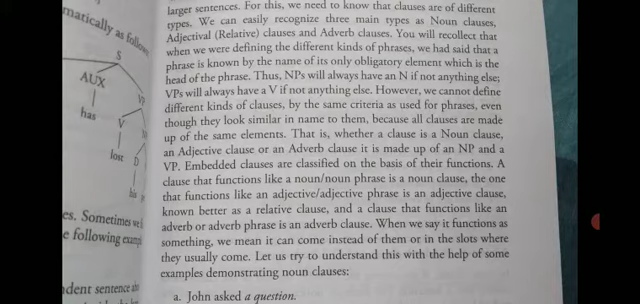 larger sentences. For this, we need to know that clauses are of different
types. We can easily recognize three main types as Noun clauses,
Adjectival (Relative) clauses and Adverb clauses. You will recollect that
when we were defining the different kinds of phrases, we had said that a
phrase is known by the name of its only obligatory element which is the
head of the phrase. Thus, NPs will always have an N if not anything else;
VPs will always have a V if not anything else. However, we cannot define
different kinds of clauses, by the same criteria as used for phrases, even
though they look similar in name to them, because all clauses are made
up of the same elements. That is, whether a clause is a Noun clause,
an Adjective clause or an Adverb clause it is made up of an NP and a
VP. Embedded clauses are classified on the basis of their functions. A
clause that functions like a noun/noun phrase is a noun clause, the one
that functions like an adjective/adjective phrase is an adjective clause,
known better as a relative clause, and a clause that functions like an
adverb or adverb phrase is an adverb clause. When we say it functions as
something, we mean it can come instead of them or in the slots where
they usually come. Let us try to understand this with the help of some
examples demonstrating noun clauses:
a. John asked a question.
matically as
S
AUX
has
V
lost D
his
es. Sometimes
e following
dent sentence